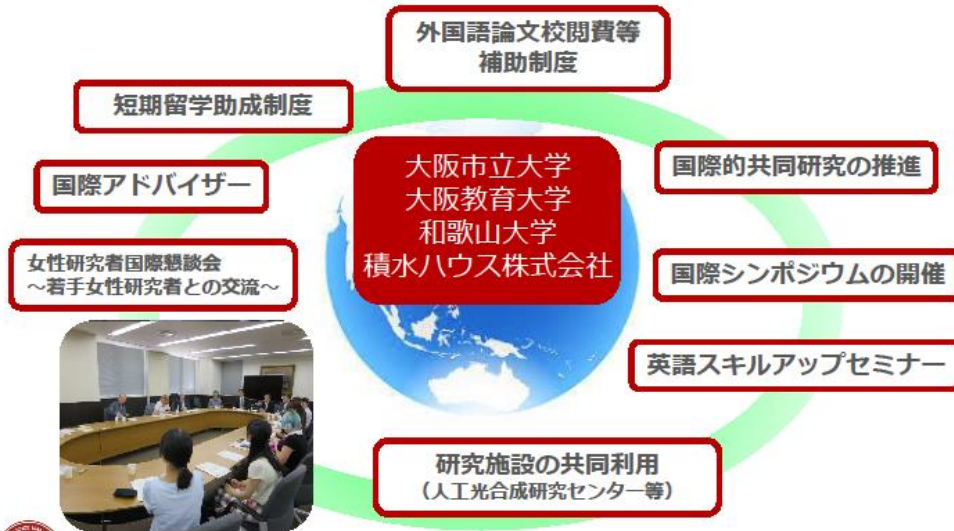 外国語論文校閲費等
補助制度
短期留学助成制度
国際アドバイザー
女性研究者国際懇談会
～若手女性研究者との交流～
大阪市立大学
大阪教育大学
和歌山大学
積水ハウス株式会社
国際的共同研究の推進
国際シンポジウムの開催
英語スキルアップセミナー
研究施設の共同利用
（人工光合成研究センター等）